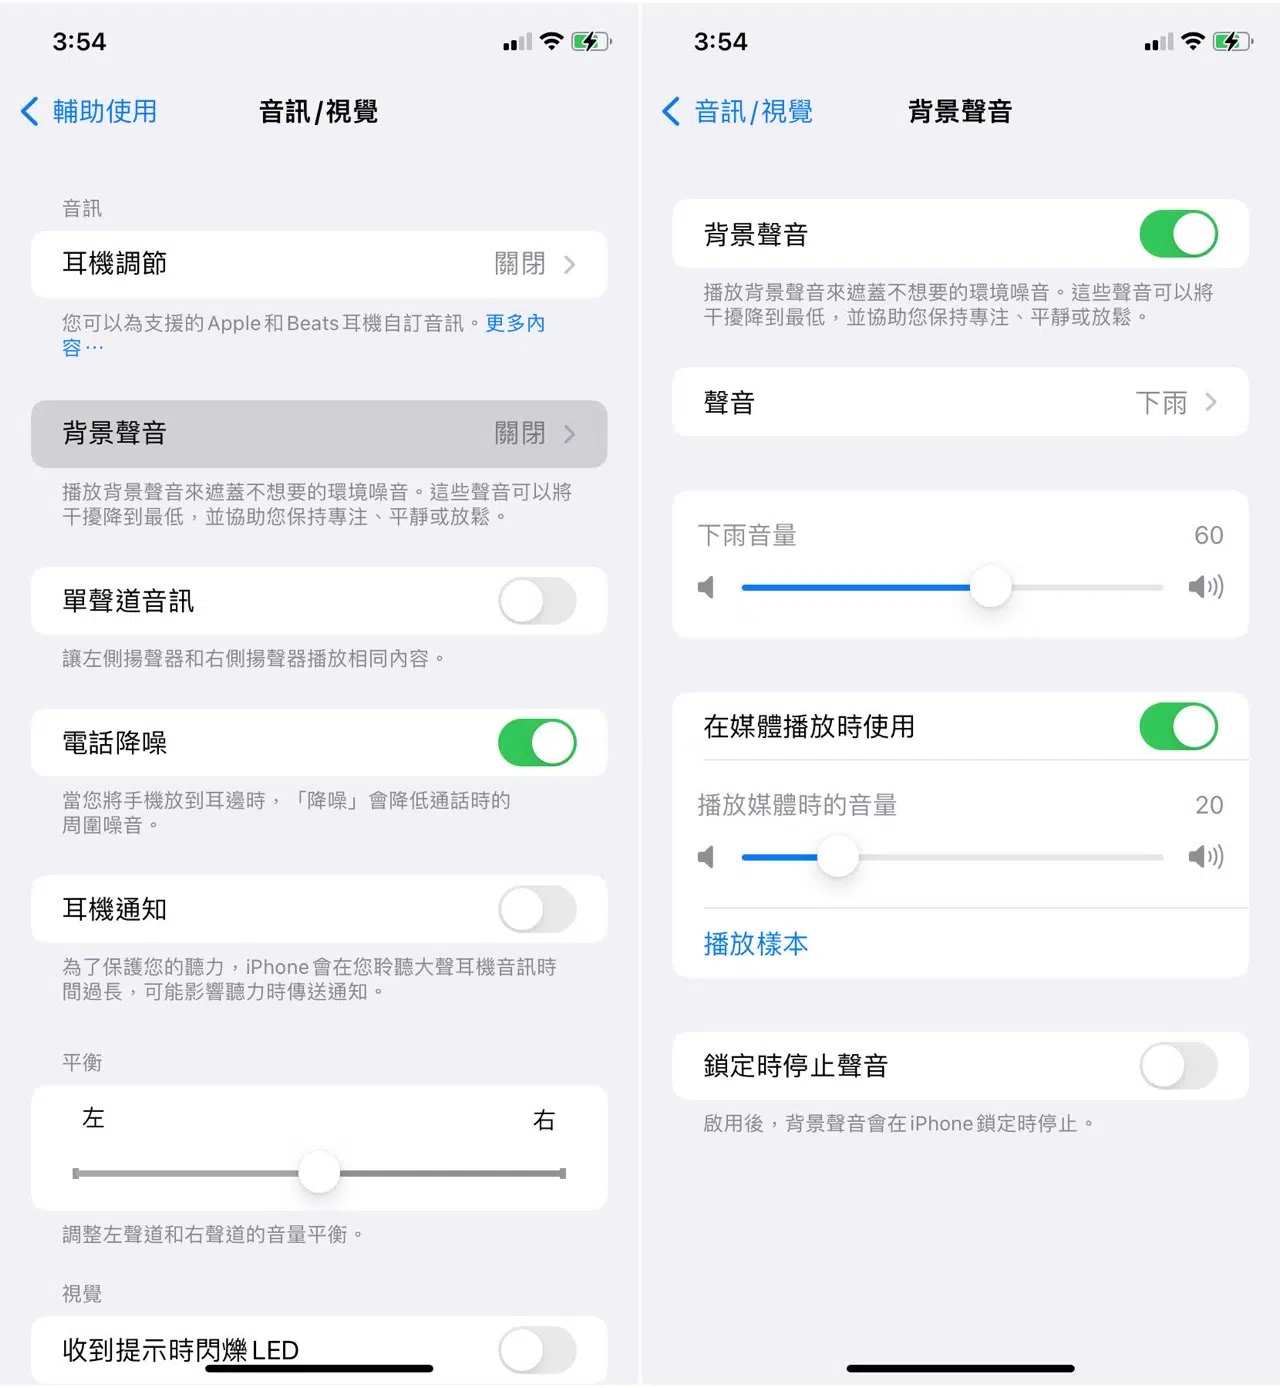 3:54
輔助使用
音訊/視覺
音訊
耳機調節
關閉
您可以為支援的Apple和Beats耳機自訂音訊。更多內
容…
背景聲音
關閉
播放背景聲音來遮蓋不想要的環境噪音。這些聲音可以將
干擾降到最低，並協助您保持專注、平靜或放鬆。
單聲道音訊
讓左側揚聲器和右側揚聲器播放相同內容。
電話降噪
當您將手機放到耳邊時，「降噪」會降低通話時的
周圍噪音。
耳機通知
為了保護您的聽力，iPhone會在您聆聽大聲耳機音訊時
間過長，可能影響聽力時傳送通知。
平衡
左
右
調整左聲道和右聲道的音量平衡。
視覺
收到提示時閃爍LED
3:54
音訊/視覺
背景聲音
背景聲音
播放背景聲音來遮蓋不想要的環境噪音。這些聲音可以將
干擾降到最低，並協助您保持專注、平靜或放鬆。
聲音
下雨
下雨音量
60
在媒體播放時使用
播放媒體時的音量
20
播放樣本
鎖定時停止聲音
啟用後，背景聲音會在iPhone鎖定時停止。